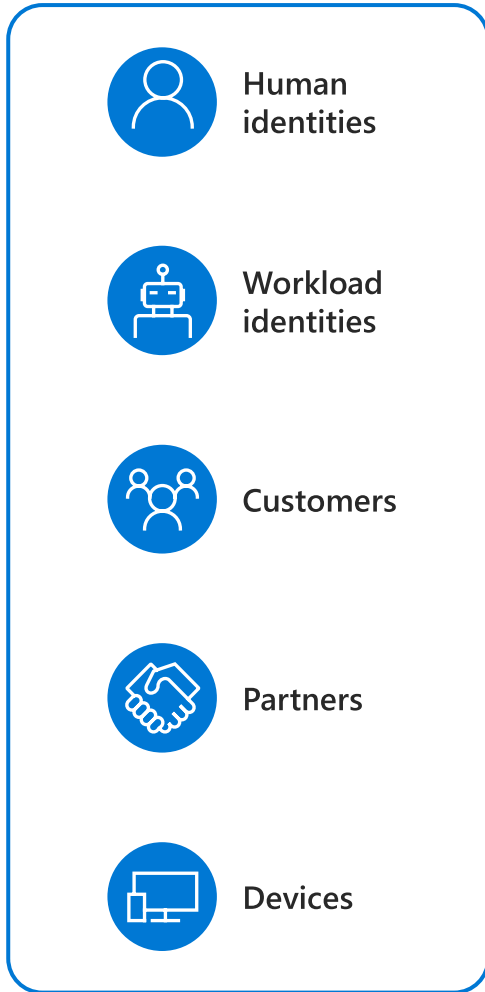 Human
identities
Workload
identities
Customers
Partners
Devices